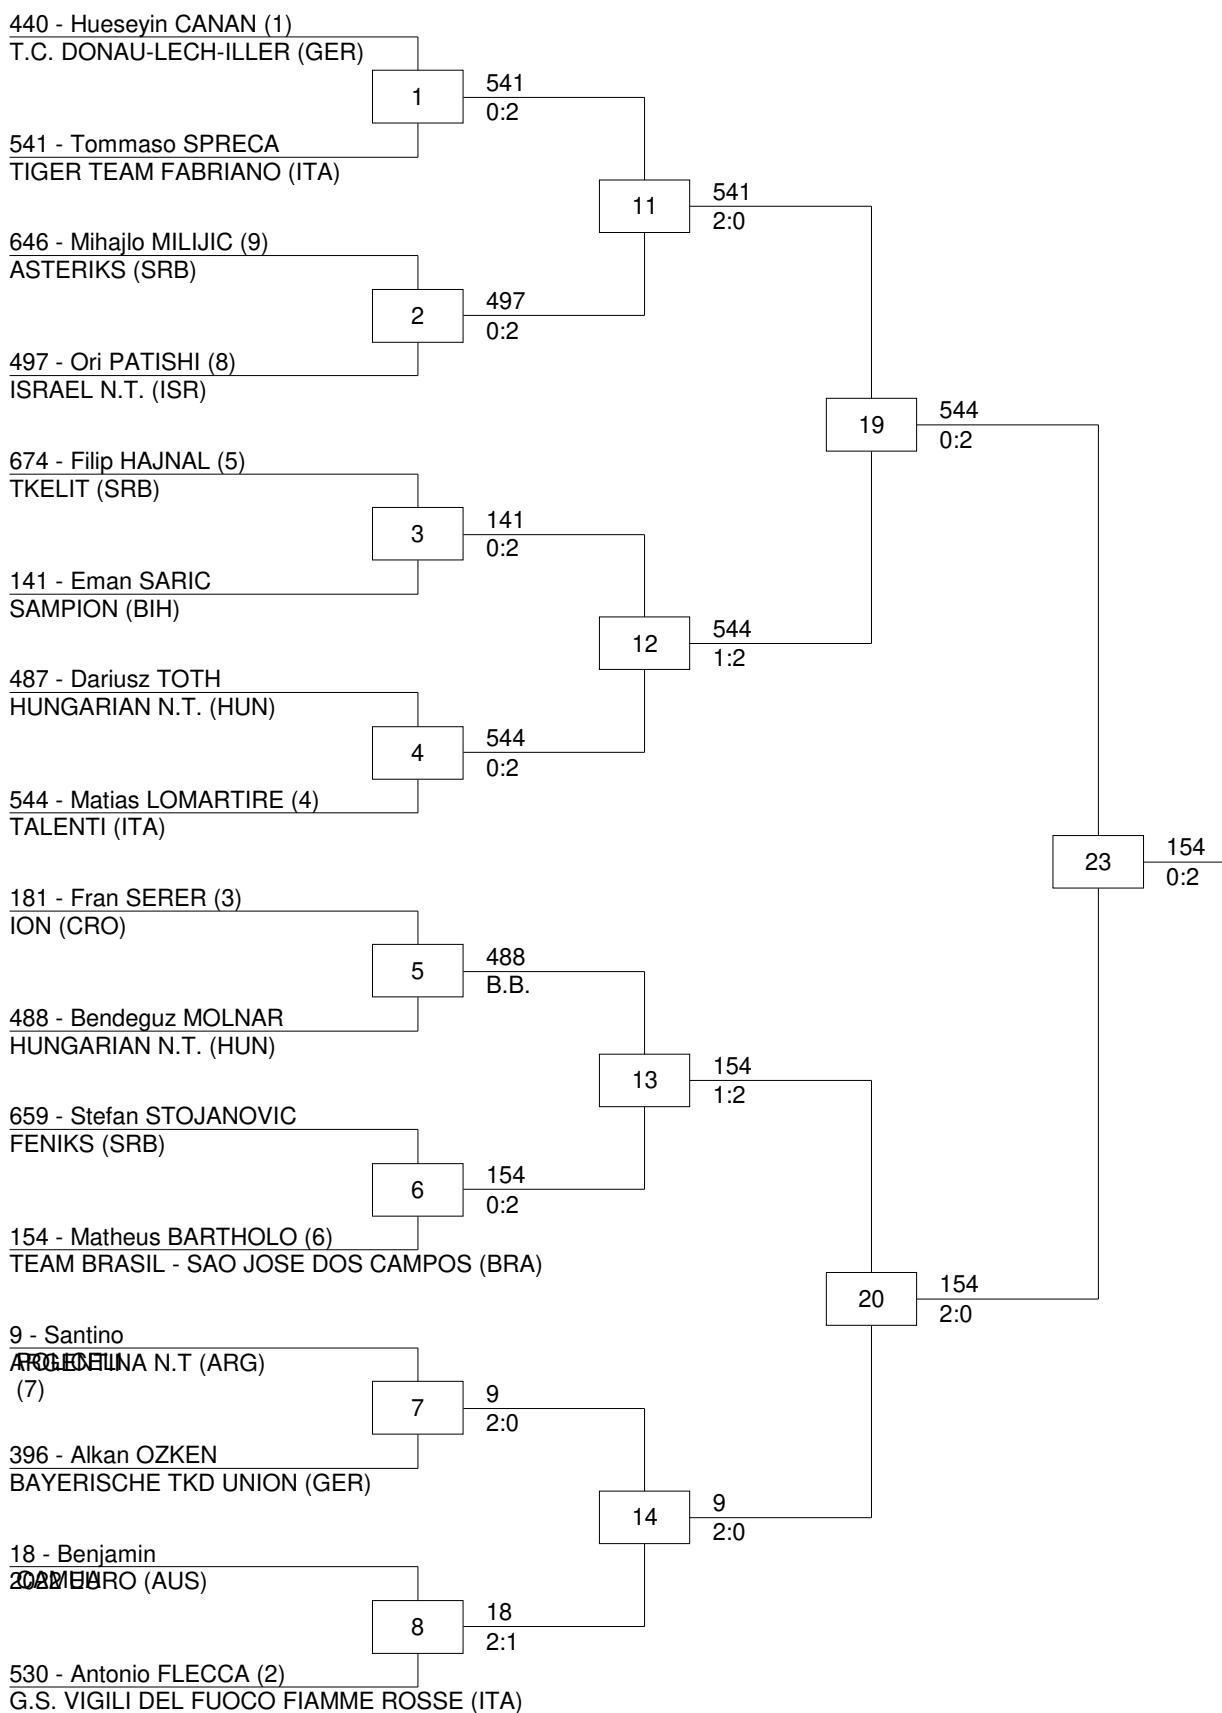 440 - Hueseyin CANAN (1)
T.C. DONAU-LECH-ILLER (GER)
1
541
0:2
541 - Tommaso SPRECA
TIGER TEAM FABRIANO (ITA)
11
541
2:0
646 - Mihajlo MILIJIC (9)
ASTERIKS (SRB)
2
497
0:2
497 - Ori PATISHI (8)
ISRAEL N.T. (ISR)
19
544
0:2
674 - Filip HAJNAL (5)
TKELIT (SRB)
3
141
0:2
141 - Eman SARIC
SAMPION (BIH)
12
544
1:2
487 - Dariusz TOTH
HUNGARIAN N.T. (HUN)
4
544
0:2
544 - Matias LOMARTIRE (4)
TALENTI (ITA)
23
154
0:2
181 - Fran SERER (3)
ION (CRO)
5
488
B.B.
488 - Bendeguz MOLNAR
HUNGARIAN N.T. (HUN)
13
154
1:2
659 - Stefan STOJANOVIC
FENIKS (SRB)
6
154
0:2
154 - Matheus BARTHOLO (6)
TEAM BRASIL - SAO JOSE DOS CAMPOS (BRA)
20
154
2:0
9 - Santino
ARGENTINA N.T (ARG)
(7)
7
9
2:0
396 - Alkan OZKEN
BAYERISCHE TKD UNION (GER)
14
9
2:0
18 - Benjamin
2022 EURO (AUS)
8
18
2:1
530 - Antonio FLECCA (2)
G.S. VIGILI DEL FUOCO FIAMME ROSSE (ITA)